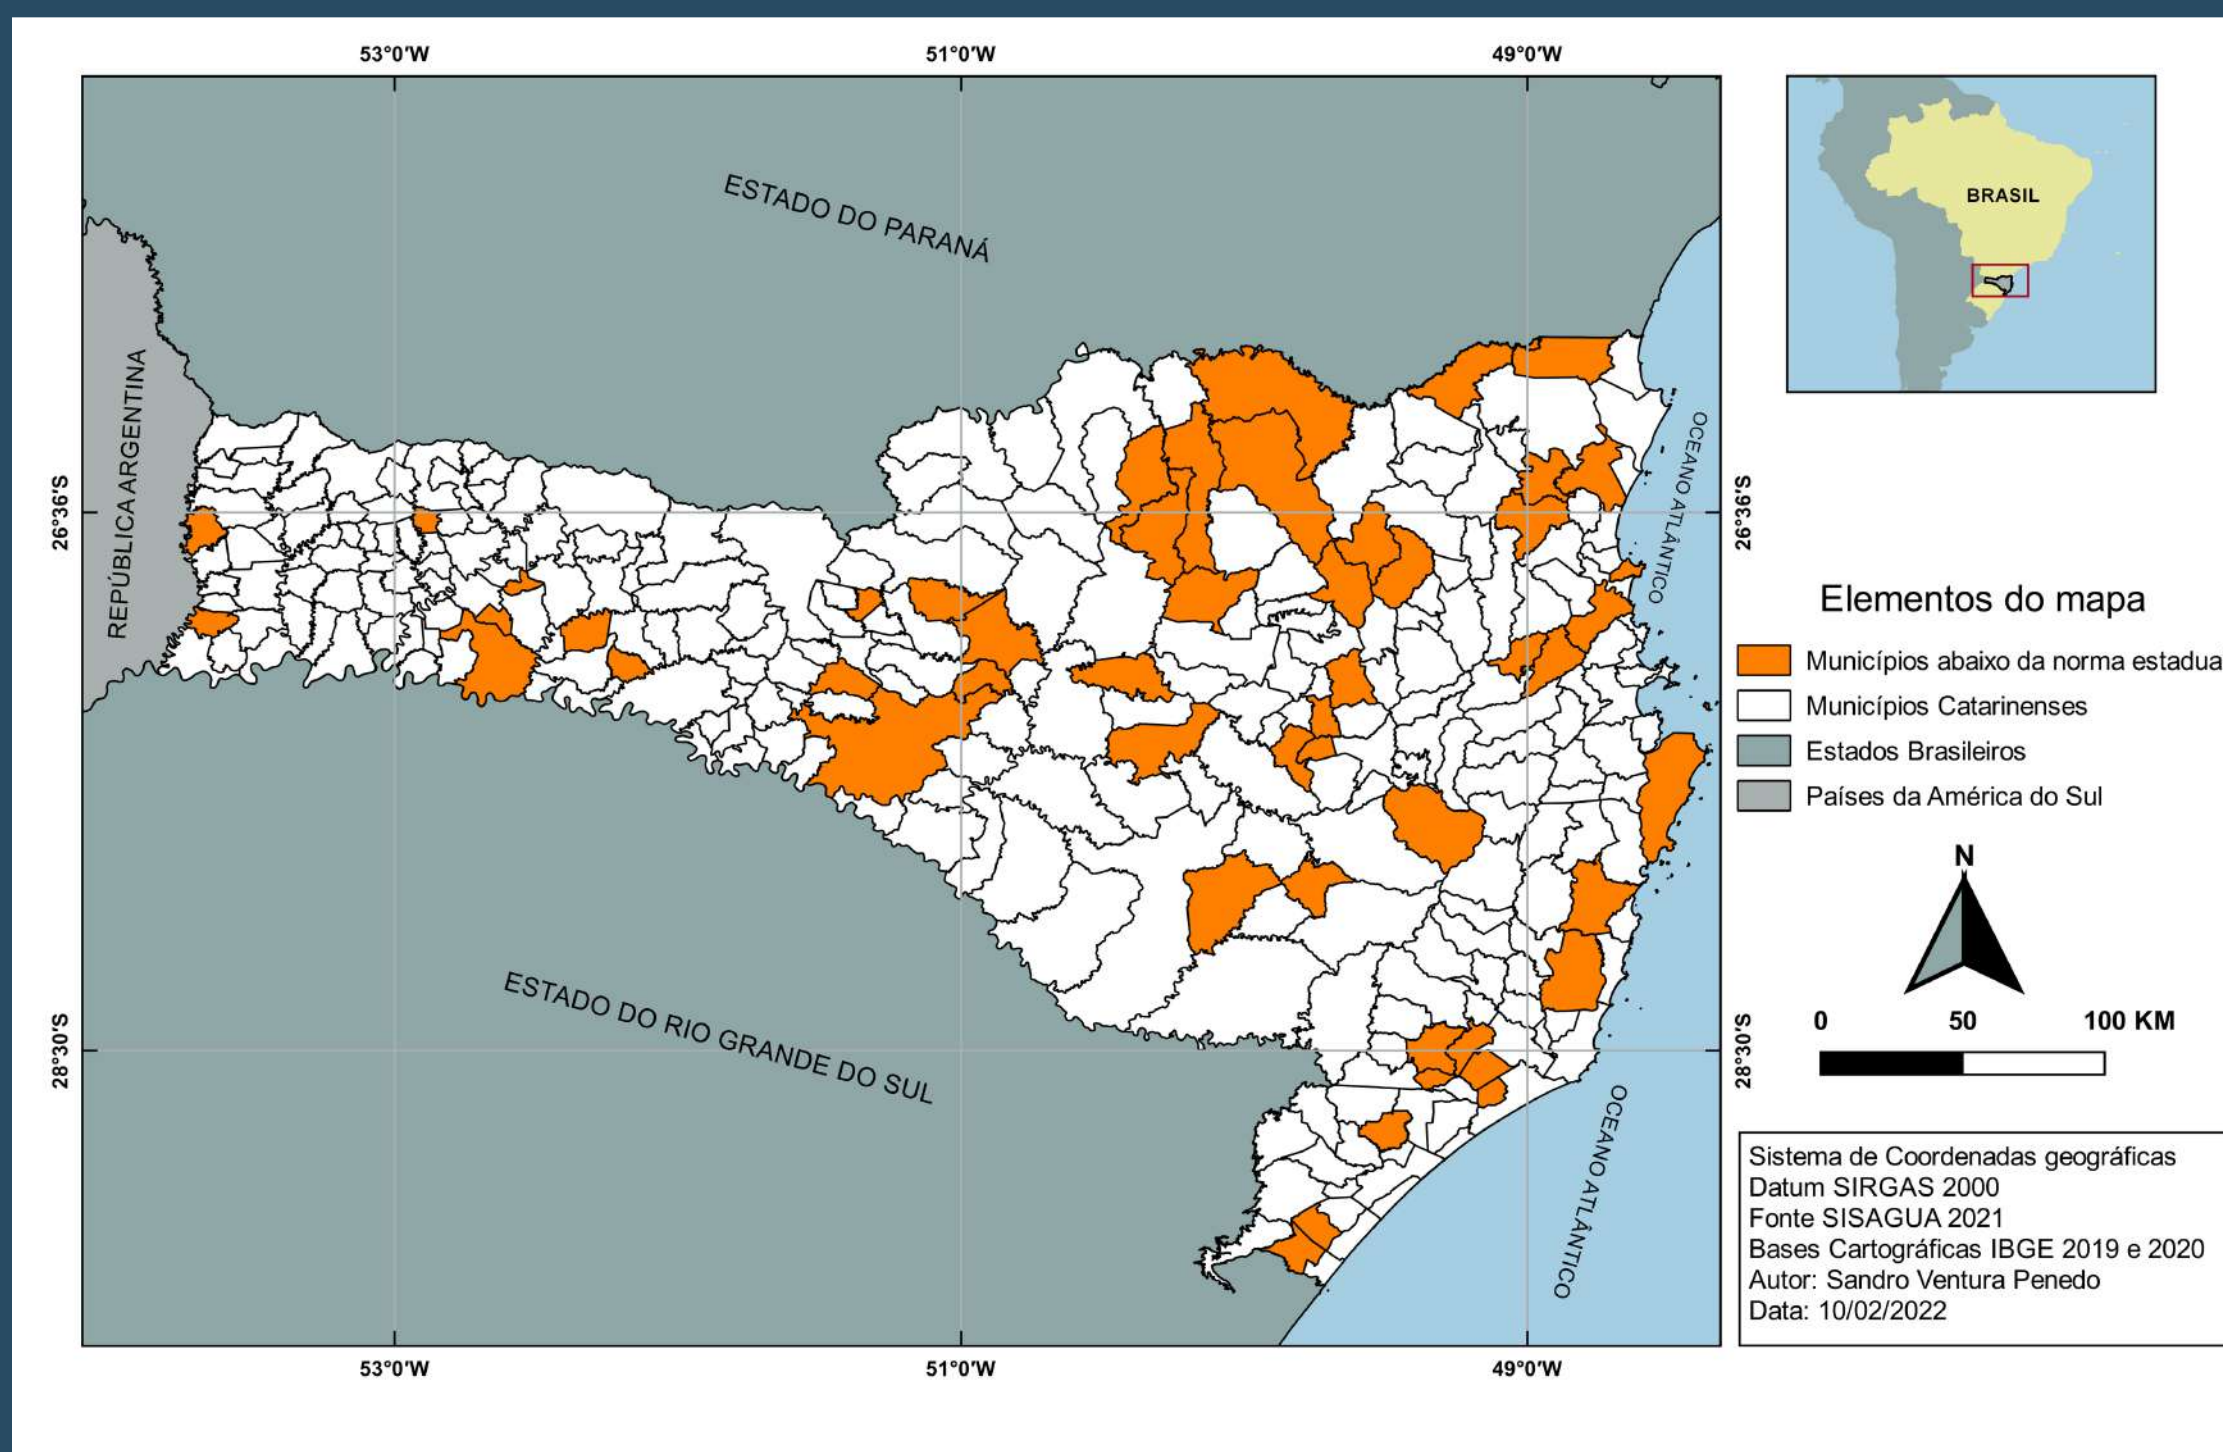 53°0'W
51°0'W
49°0'W
ESTADO DO PARANÁ
BRASIL
REPÚBLICA ARGENTINA
OCEANO ATLÂNTICO
26°36'S
26°36'S
Elementos do mapa
Municípios abaixo da norma estadua
Municípios Catarinenses
Estados Brasileiros
Países da América do Sul
N
0 50 100 KM
ESTADO DO RIO GRANDE DO SUL
28°30'S
28°30'S
OCEANO ATLÂNTICO
Sistema de Coordenadas geográficas
Datum SIRGAS 2000
Fonte SISAGUA 2021
Bases Cartográficas IBGE 2019 e 2020
Autor: Sandro Ventura Penedo
Data: 10/02/2022
53°0'W
51°0'W
49°0'W